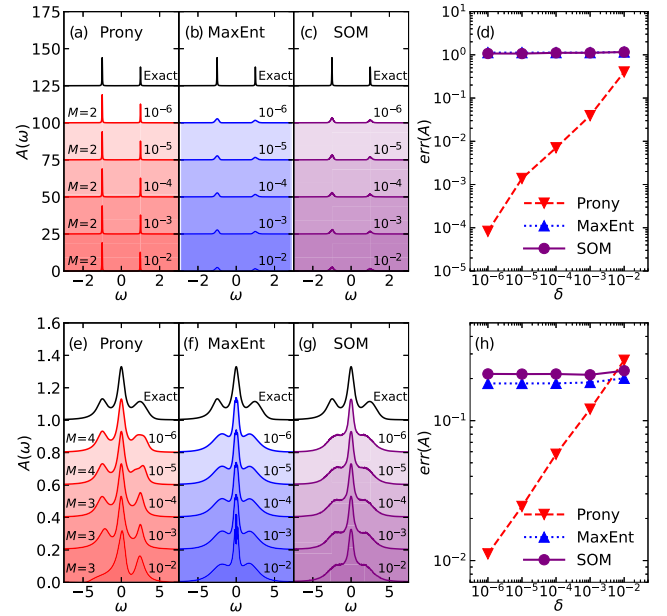 (a) Prony
(b) MaxEnt
(c) SOM
Exact
Exact
Exact
M=2 10⁻⁶
10⁻⁶
10⁻⁶
M=2 10⁻⁵
10⁻⁵
10⁻⁵
M=2 10⁻⁴
10⁻⁴
10⁻⁴
M=2 10⁻³
10⁻³
10⁻³
M=2 10⁻²
10⁻²
10⁻²
A(ω)
175
150
125
100
75
50
25
0
−2 0 2
−2 0 2
−2 0 2
ω
ω
ω
(d)
err(A)
10¹
10⁰
10⁻¹
10⁻²
10⁻³
10⁻⁴
10⁻⁵
Prony
MaxEnt
SOM
10⁻⁶ 10⁻⁵ 10⁻⁴ 10⁻³ 10⁻²
δ
(e) Prony
(f) MaxEnt
(g) SOM
Exact
Exact
Exact
M=4 10⁻⁶
10⁻⁶
10⁻⁶
M=4 10⁻⁵
10⁻⁵
10⁻⁵
M=3 10⁻⁴
10⁻⁴
10⁻⁴
M=3 10⁻³
10⁻³
10⁻³
M=3 10⁻²
10⁻²
10⁻²
A(ω)
1.6
1.4
1.2
1.0
0.8
0.6
0.4
0.2
0.0
−4 0 4
−4 0 4
−4 0 4
ω
ω
ω
(h)
err(A)
10⁻¹
10⁻²
Prony
MaxEnt
SOM
10⁻⁶ 10⁻⁵ 10⁻⁴ 10⁻³ 10⁻²
δ